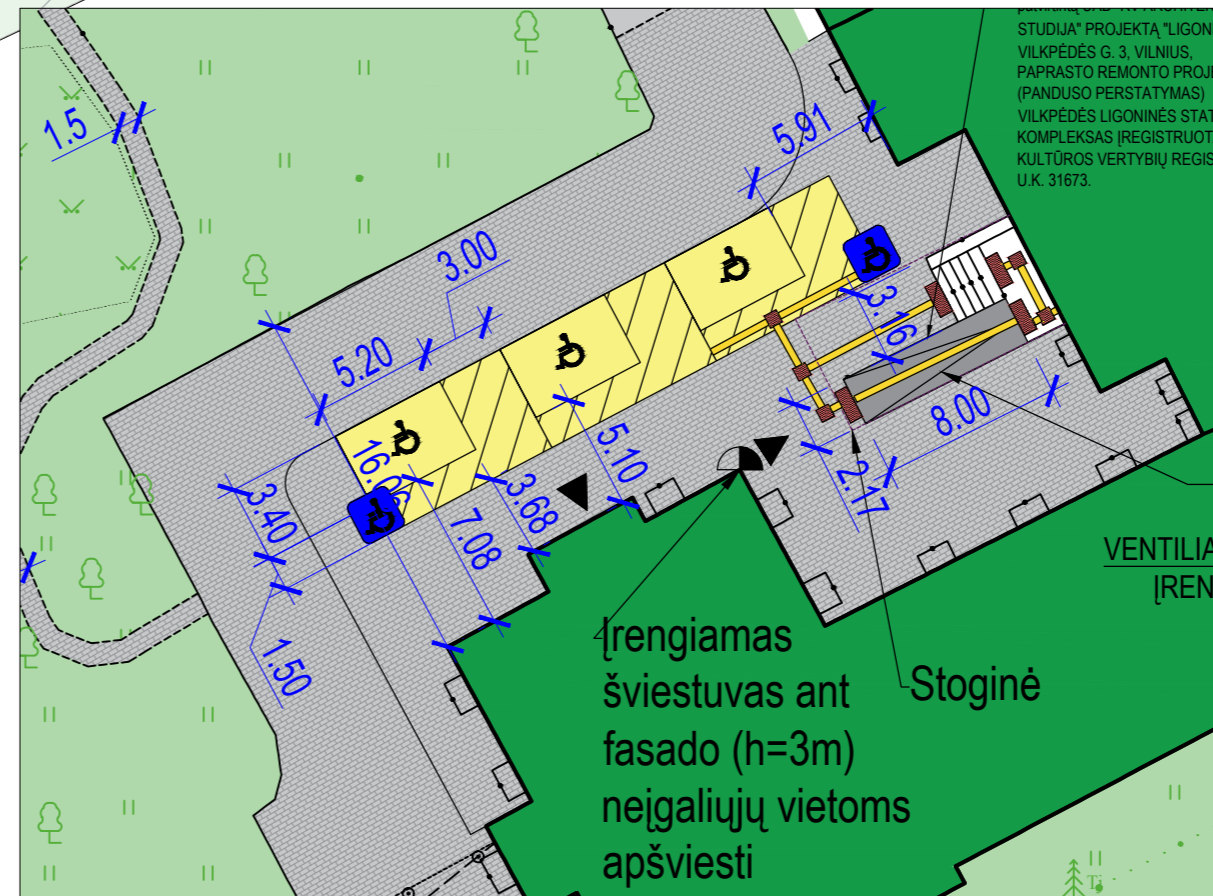 STUDIJA" PROJEKTĄ "LIGON
VILKPĖDĖS G. 3, VILNIUS,
PAPRASTO REMONTO PROJE
(PANDUSO PERSTATYMAS)
VILKPĖDĖS LIGONINĖS STAT
KOMPLEKSAS ĮREGISTRUOT
KULTŪROS VERTYBIŲ REGIS
U.K. 31673.
1.5
5.91
3.00
5.20
3.16
8.00
2.17
5.10
3.68
7.08
3.40
1.50
VENTILIA
ĮREN
Įrengiamas
šviestuvas ant
fasado (h=3m)
neįgaliųjų vietoms
apšviesti
Stoginė